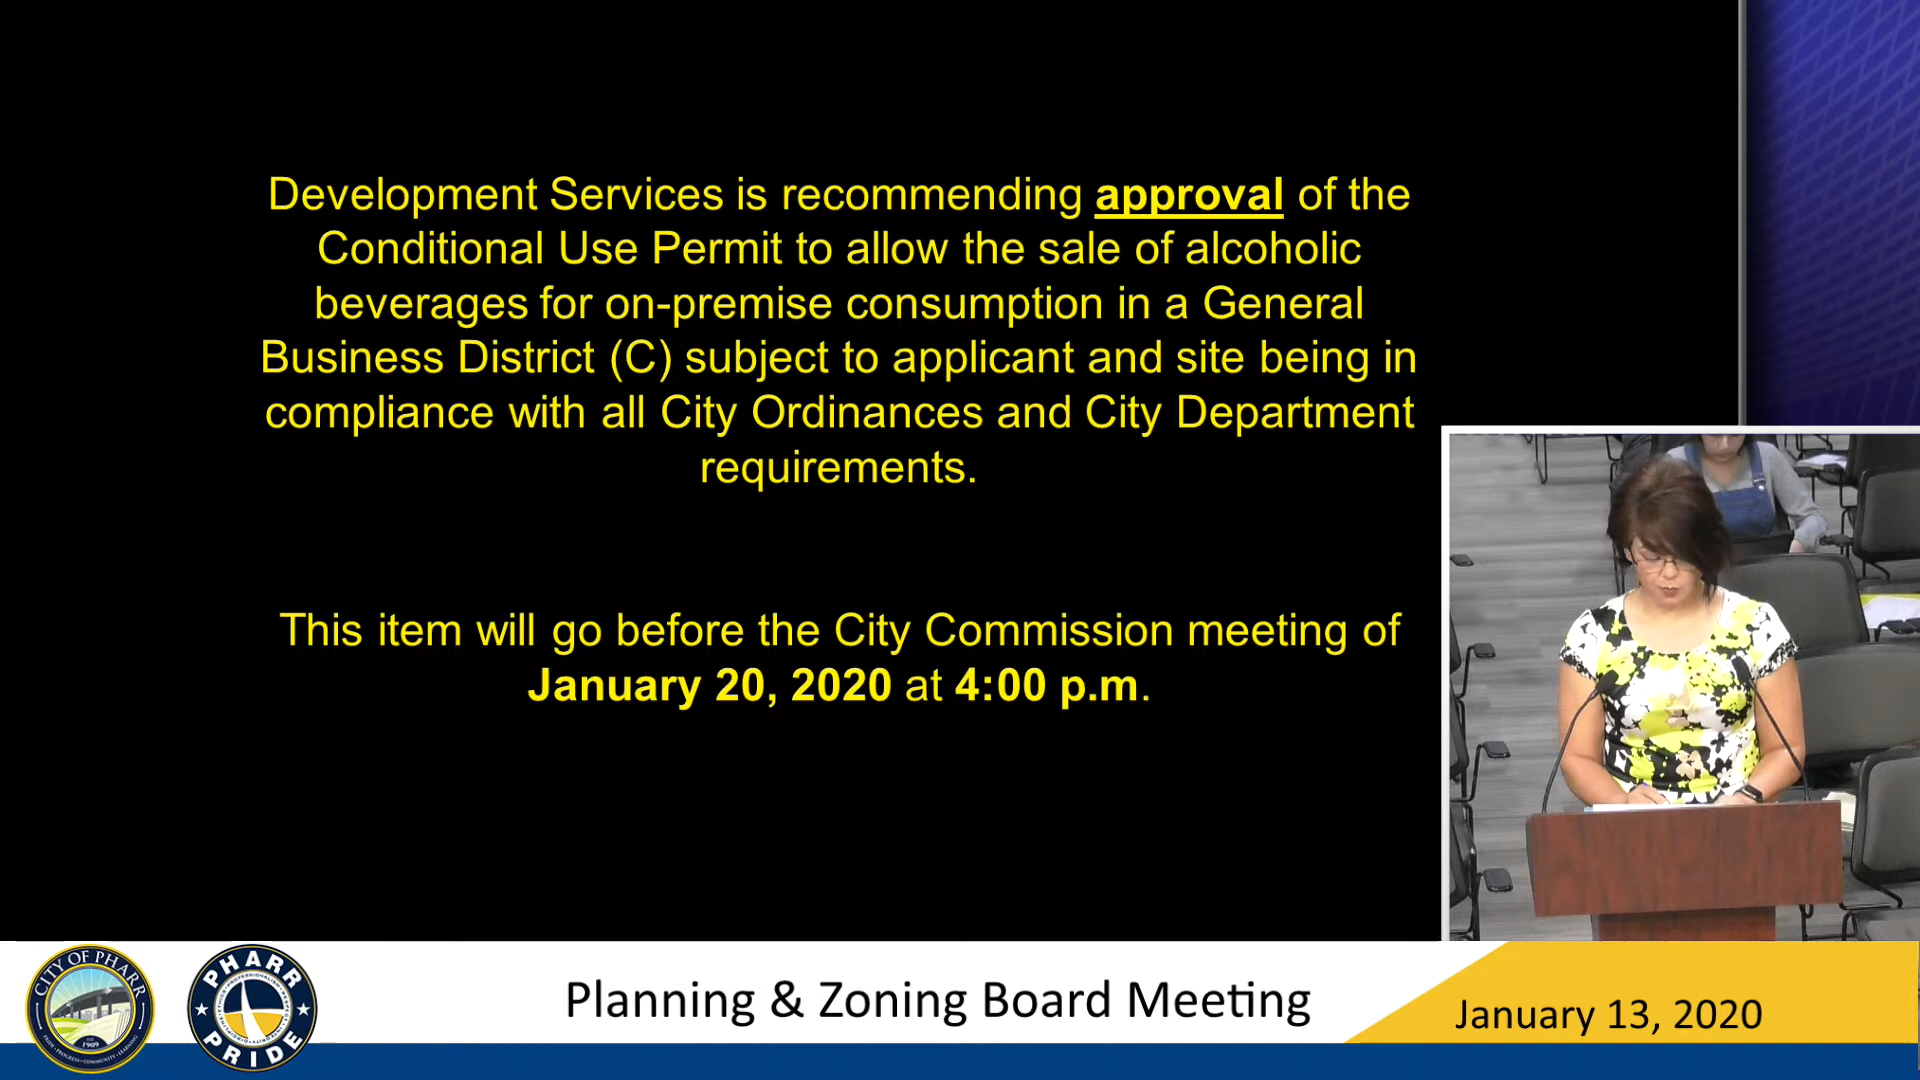 Development Services is recommending approval of the
Conditional Use Permit to allow the sale of alcoholic
beverages for on-premise consumption in a General
Business District (C) subject to applicant and site being in
compliance with all City Ordinances and City Department
requirements.
This item will go before the City Commission meeting of
January 20, 2020 at 4:00 p.m.
CITY OF PHARR
1909
PHARR
PRIDE
Planning & Zoning Board Meeting
January 13, 2020